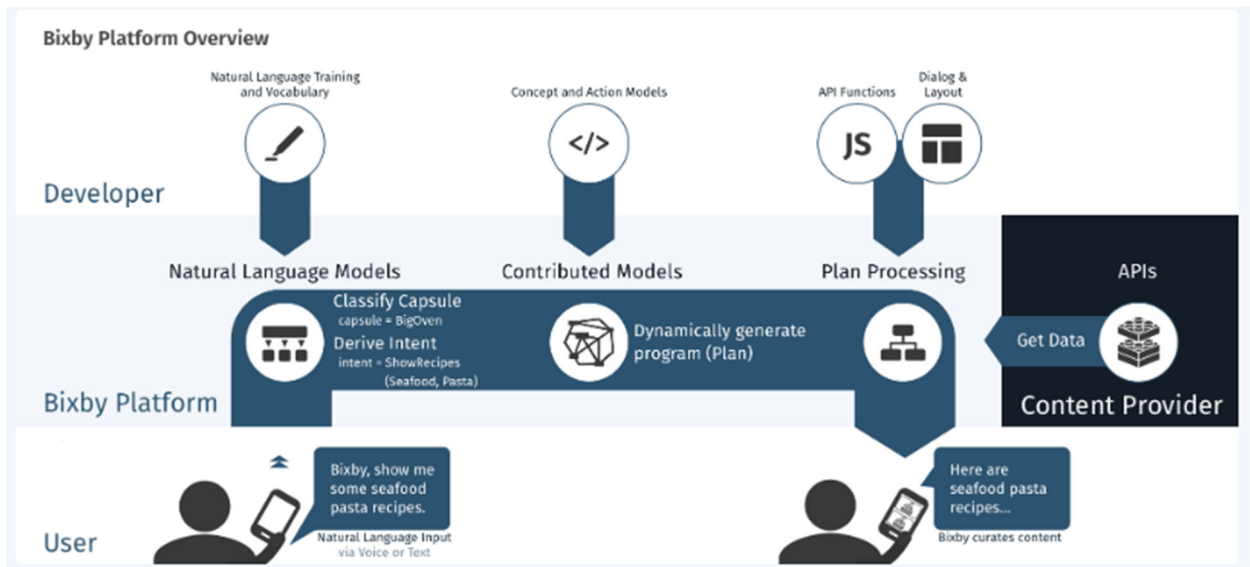 Bixby Platform Overview
Natural Language Training
and Vocabulary
Concept and Action Models
API Functions
Dialog &
Layout
</>
JS
Developer
Natural Language Models
Contributed Models
Plan Processing
APIs
Classify Capsule
capsule = BigOven
Derive Intent
intent = ShowRecipes
(Seafood, Pasta)
Dynamically generate
program (Plan)
Get Data
Bixby Platform
Content Provider
Bixby, show me
some seafood
pasta recipes.
Here are
seafood pasta
recipes...
User
Natural Language Input
via Voice or Text
Bixby curates content